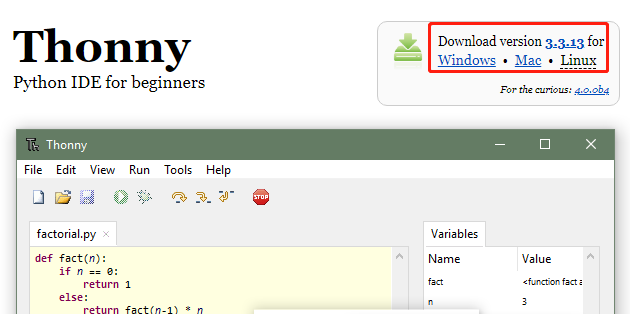 Thonny
Python IDE for beginners
Download version 3.3.13 for
Windows • Mac • Linux
For the curious: 4.0.0b4
Th Thonny
File Edit View Run Tools Help
STOP
factorial.py ×
def fact(n):
if n == 0:
return 1
else:
return fact(n-1) * n
Variables
Name Value
fact <function fact a
n 3